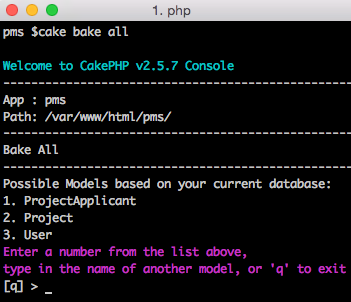 1. php
pms $cake bake all
Welcome to CakePHP v2.5.7 Console
---------------------------------------------------------------
App : pms
Path: /var/www/html/pms/
---------------------------------------------------------------
Bake All
---------------------------------------------------------------
Possible Models based on your current database:
1. ProjectApplicant
2. Project
3. User
Enter a number from the list above,
type in the name of another model, or 'q' to exit
[q] > _